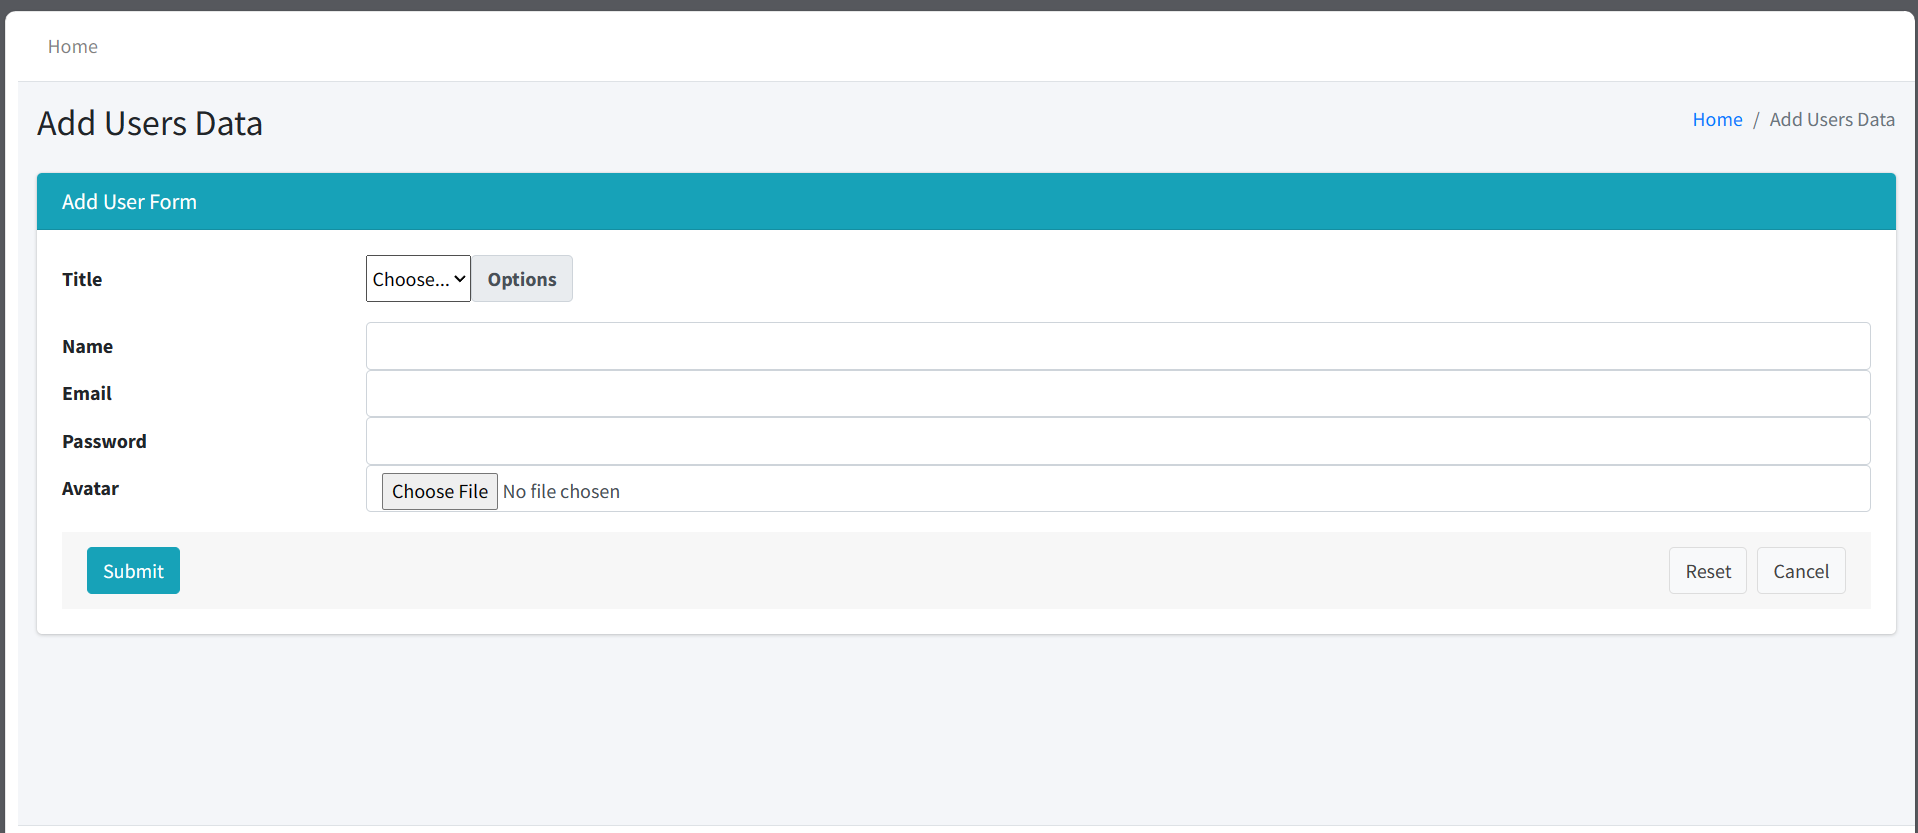 Home
Add Users Data
Home / Add Users Data
Add User Form
Title Choose... Options
Name
Email
Password
Avatar Choose File No file chosen
Submit Reset Cancel